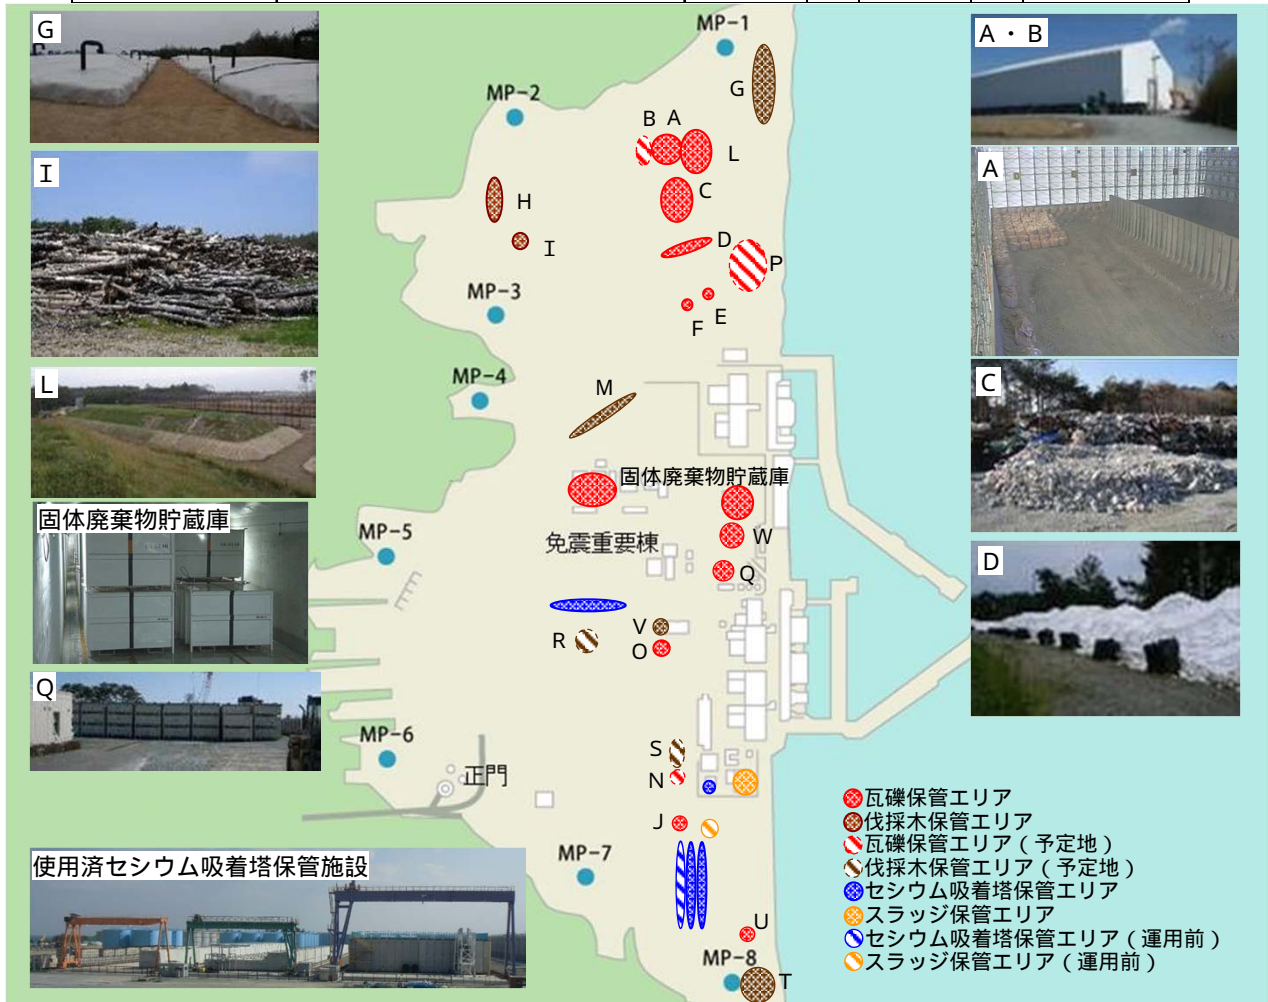 G
MP-1
A・B
MP-2
G
B A
L
A
I
H
C
I
D
P
MP-3
E
F
MP-4
M
C
L
固体廃棄物貯蔵庫
固体廃棄物貯蔵庫
MP-5
免震重要棟
W
Q
D
V
R
O
Q
MP-6
S
正門
N
瓦礫保管エリア
伐採木保管エリア
瓦礫保管エリア(予定地)
伐採木保管エリア(予定地)
セシウム吸着塔保管エリア
スラッジ保管エリア
セシウム吸着塔保管エリア(運用前)
スラッジ保管エリア(運用前)
J
MP-7
使用済セシウム吸着塔保管施設
U
MP-8
T